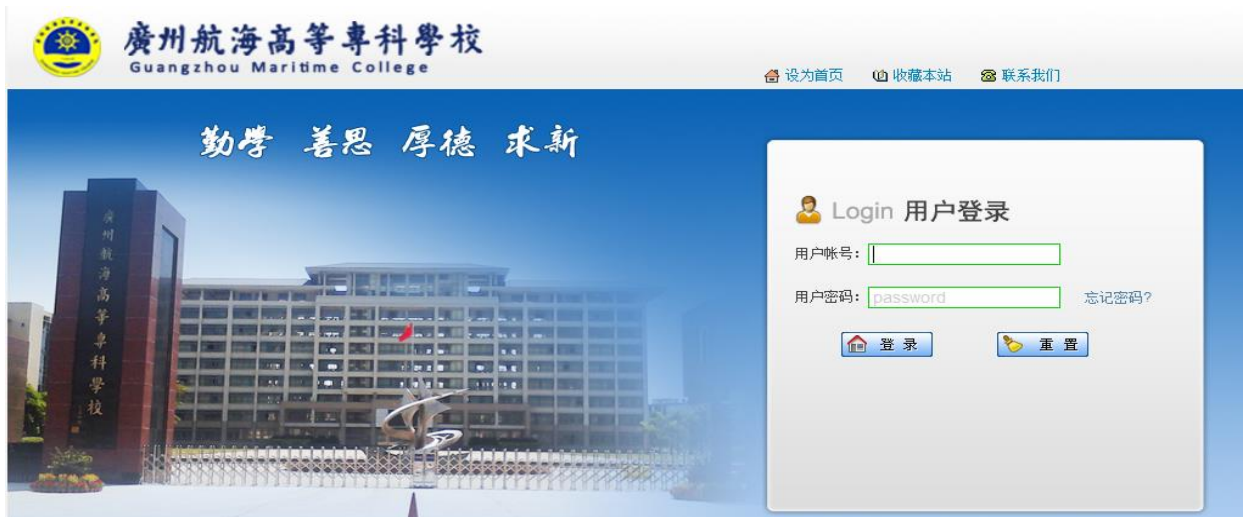 廣州航海高等專科學校
Guangzhou Maritime College
设为首页 收藏本站 联系我们
勤學 善思 厚德 求新
廣州航海高等專科學校
Login 用户登录
用户帐号：
用户密码： password 忘记密码?
登 录 重 置